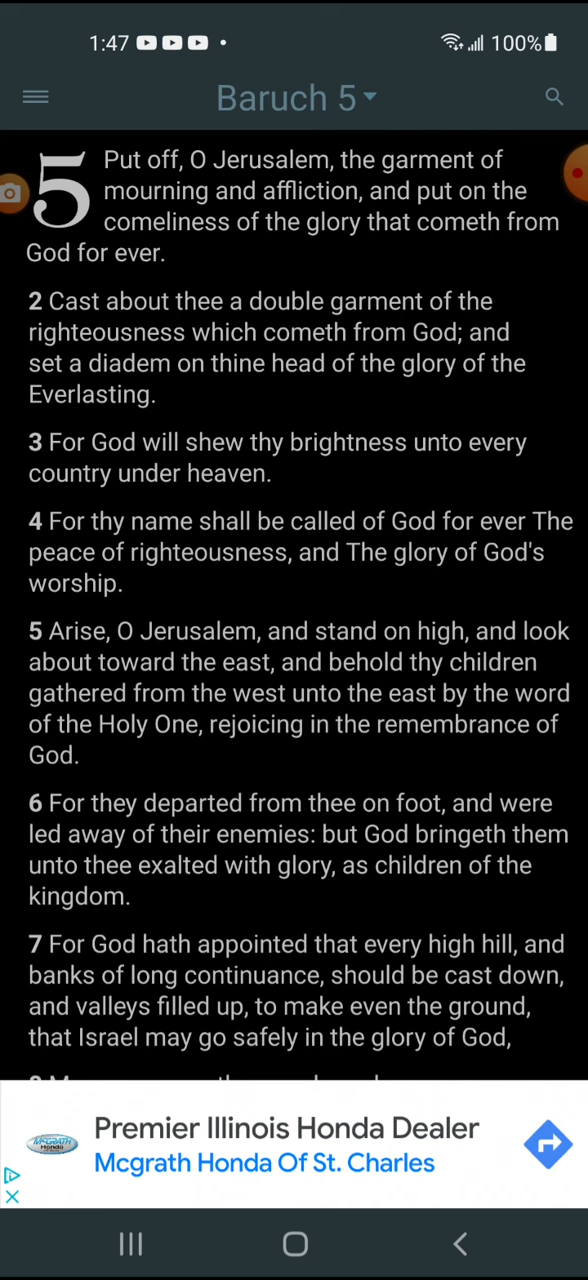 1:47
100%
Baruch 5
5 Put off, O Jerusalem, the garment of
mourning and affliction, and put on the
comeliness of the glory that cometh from
God for ever.
2 Cast about thee a double garment of the
righteousness which cometh from God; and
set a diadem on thine head of the glory of the
Everlasting.
3 For God will shew thy brightness unto every
country under heaven.
4 For thy name shall be called of God for ever The
peace of righteousness, and The glory of God's
worship.
5 Arise, O Jerusalem, and stand on high, and look
about toward the east, and behold thy children
gathered from the west unto the east by the word
of the Holy One, rejoicing in the remembrance of
God.
6 For they departed from thee on foot, and were
led away of their enemies: but God bringeth them
unto thee exalted with glory, as children of the
kingdom.
7 For God hath appointed that every high hill, and
banks of long continuance, should be cast down,
and valleys filled up, to make even the ground,
that Israel may go safely in the glory of God,
McGRATH
Honda
Premier Illinois Honda Dealer
Mcgrath Honda Of St. Charles